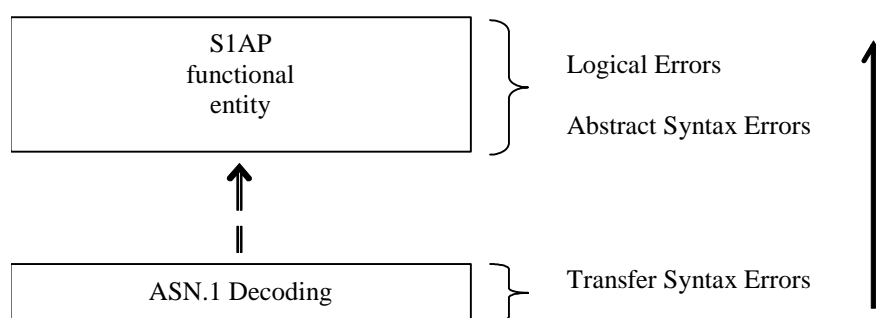 S1AP
functional
entity
Logical Errors
Abstract Syntax Errors
ASN.1 Decoding
Transfer Syntax Errors